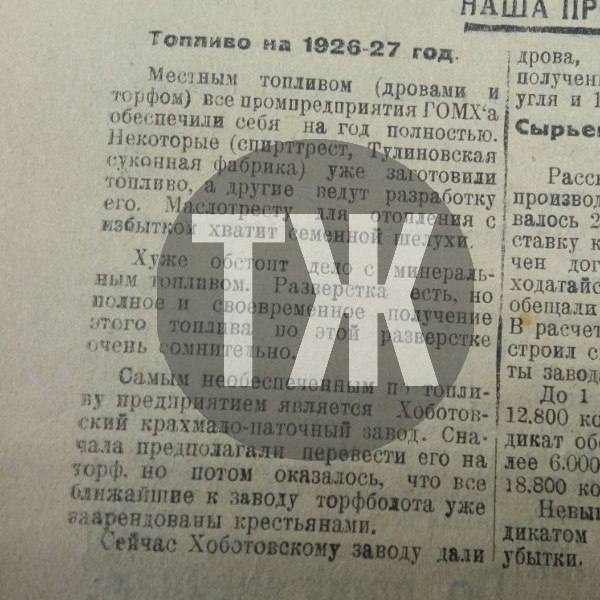 НАША ПР
Топливо на 1926-27 год.
Местным топливом (дровами и
торфом) все промпредприятия ГОМХ'а
обеспечили себя на год полностью.
Некоторые (спирттрест, Тулиновская
суконная фабрика) уже заготовили
топливо, а другие ведут разработку
его. Маслотресту для отопления с
избытком хватит семенной шелухи.
Хуже обстоит дело с минераль-
ным топливом. Разверстка есть, но
полное и своевременное получение
этого топлива по этой разверстке
очень сомнительно.
Самым необеспеченным по топли-
ву предприятием является Хоботов-
ский крахмало-паточный завод. Сна-
чала предполагали перевести его на
торф, но потом оказалось, что все
ближайшие к заводу торфболота уже
заарендованы крестьянами.
Сейчас Хоботовскому заводу дали
дрова,
получен
угля и 1
Сырье
Расс
производ
валось 2
ставку к
чен дог
ходатайс
обещали
В расчет
строил с
ты завод
До 1
12.800 ко
дикат об
лее 6.000
18.800 ко
Невы
дикатом
убытки.
ТЖ